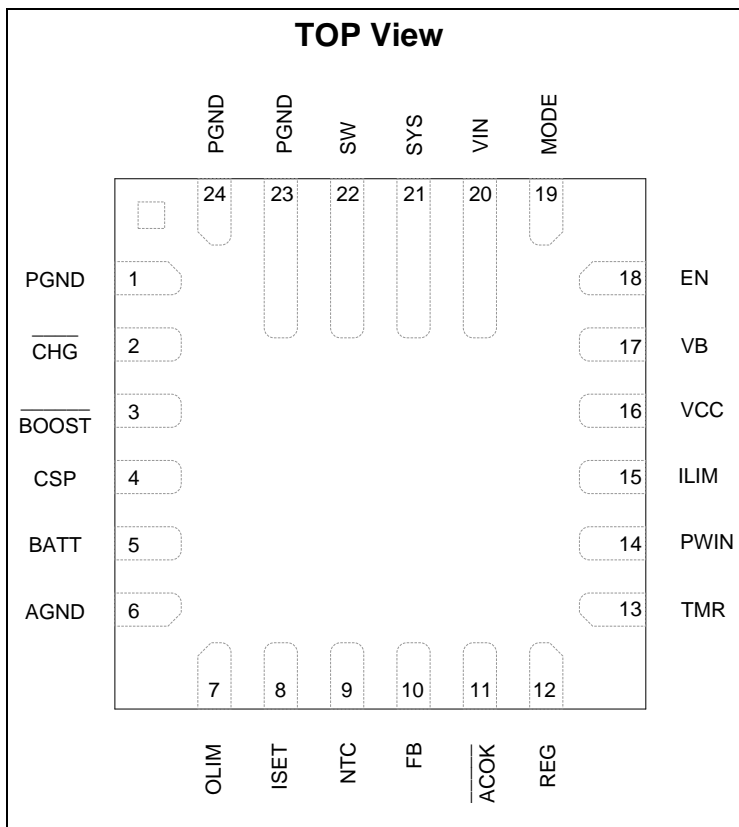 TOP View
PGND
PGND
SW
SYS
VIN
MODE
24
23
22
21
20
19
PGND 1
CHG 2
BOOST 3
CSP 4
BATT 5
AGND 6
18 EN
17 VB
16 VCC
15 ILIM
14 PWIN
13 TMR
7
8
9
10
11
12
OLIM
ISET
NTC
FB
ACOK
REG